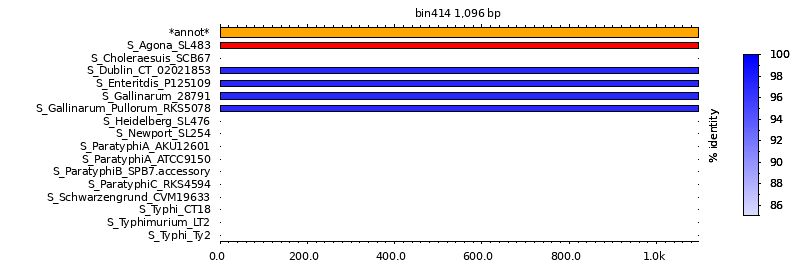 bin414 1,096 bp
*annot*
S_Agona_SL483
S_Choleraesuis_SCB67
S_Dublin_CT_02021853
S_Enteritdis_P125109
S_Gallinarum_28791
S_Gallinarum_Pullorum_RKS5078
S_Heidelberg_SL476
S_Newport_SL254
S_ParatyphiA_AKU12601
S_ParatyphiA_ATCC9150
S_ParatyphiB_SPB7.accessory
S_ParatyphiC_RKS4594
S_Schwarzengrund_CVM19633
S_Typhi_CT18
S_Typhimurium_LT2
S_Typhi_Ty2
0.0 200.0 400.0 600.0 800.0 1.0k
% identity
100
98
96
94
92
90
88
86